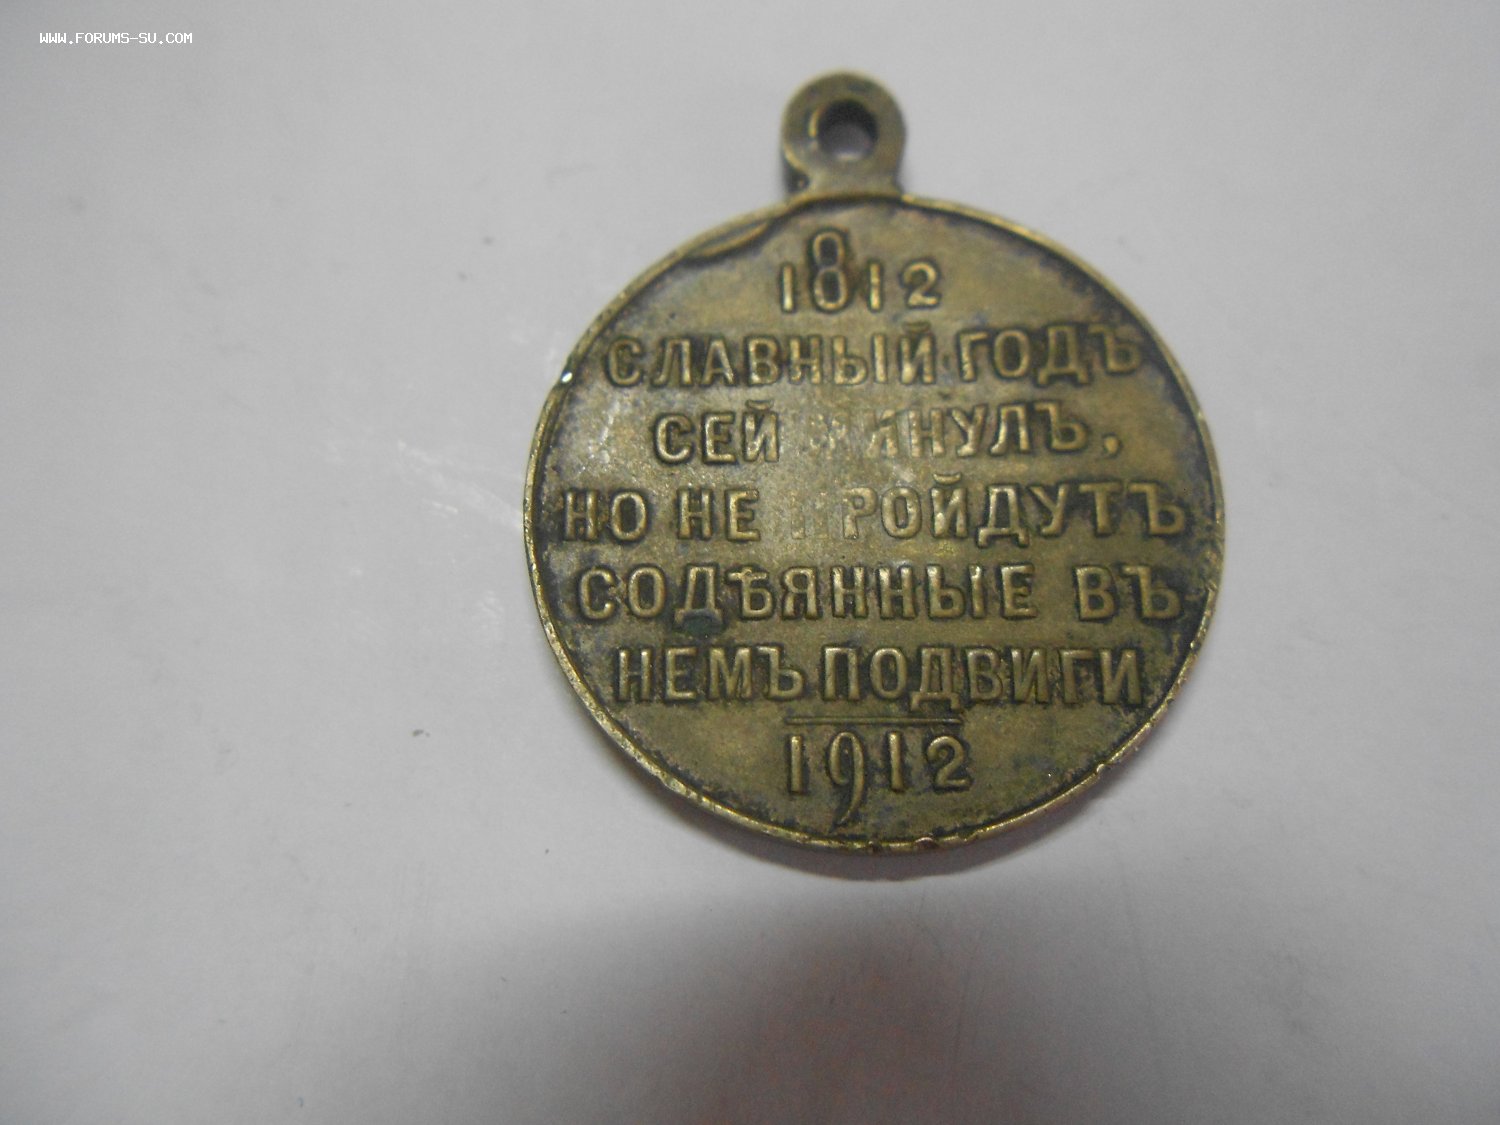 WWW.FORUMS-SU.COM
1812
СЛАВНЫЙ ГОДЪ
СЕЙ МИНУЛЪ,
НО НЕ ПРОЙДУТЪ
СОДѢЯННЫЕ ВЪ
НЕМЪ ПОДВИГИ
1912